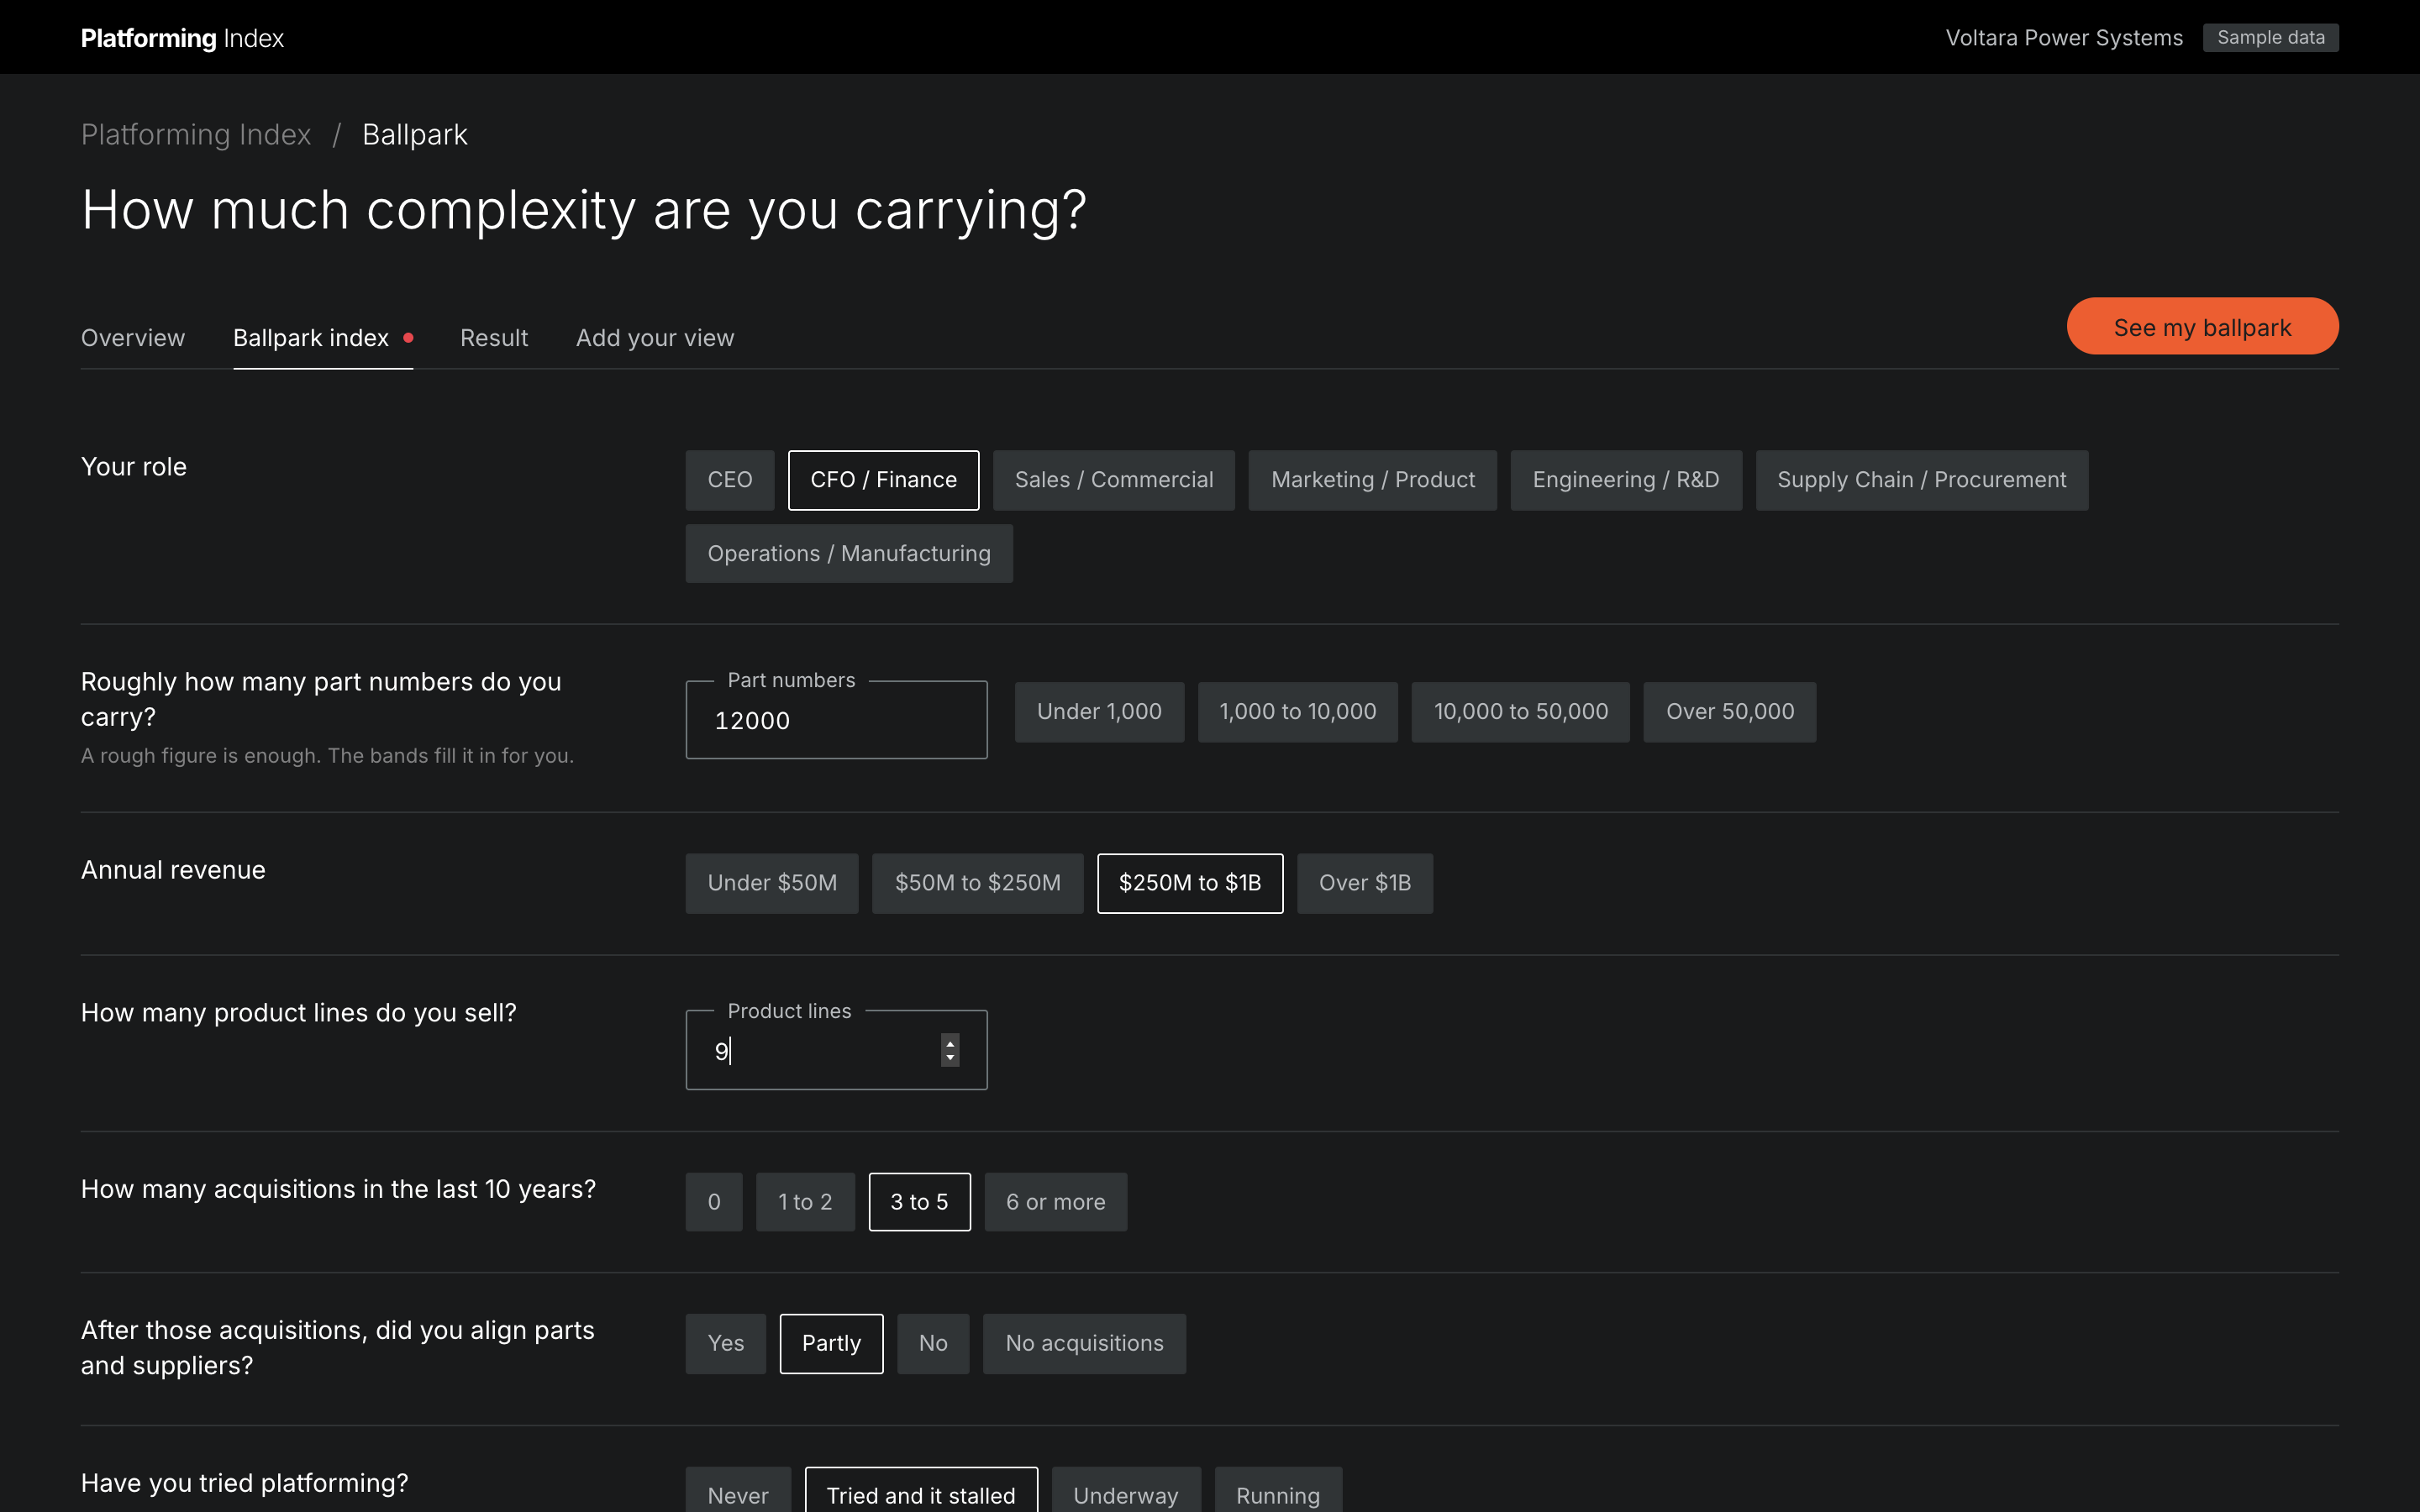 Platforming Index
Voltara Power Systems
Sample data
Platforming Index / Ballpark
How much complexity are you carrying?
Overview
Ballpark index
Result
Add your view
See my ballpark
Your role
CEO
CFO / Finance
Sales / Commercial
Marketing / Product
Engineering / R&D
Supply Chain / Procurement
Operations / Manufacturing
Roughly how many part numbers do you
carry?
A rough figure is enough. The bands fill it in for you.
Part numbers
12000
Under 1,000
1,000 to 10,000
10,000 to 50,000
Over 50,000
Annual revenue
Under $50M
$50M to $250M
$250M to $1B
Over $1B
How many product lines do you sell?
Product lines
9
How many acquisitions in the last 10 years?
0
1 to 2
3 to 5
6 or more
After those acquisitions, did you align parts
and suppliers?
Yes
Partly
No
No acquisitions
Have you tried platforming?
Never
Tried and it stalled
Underway
Running